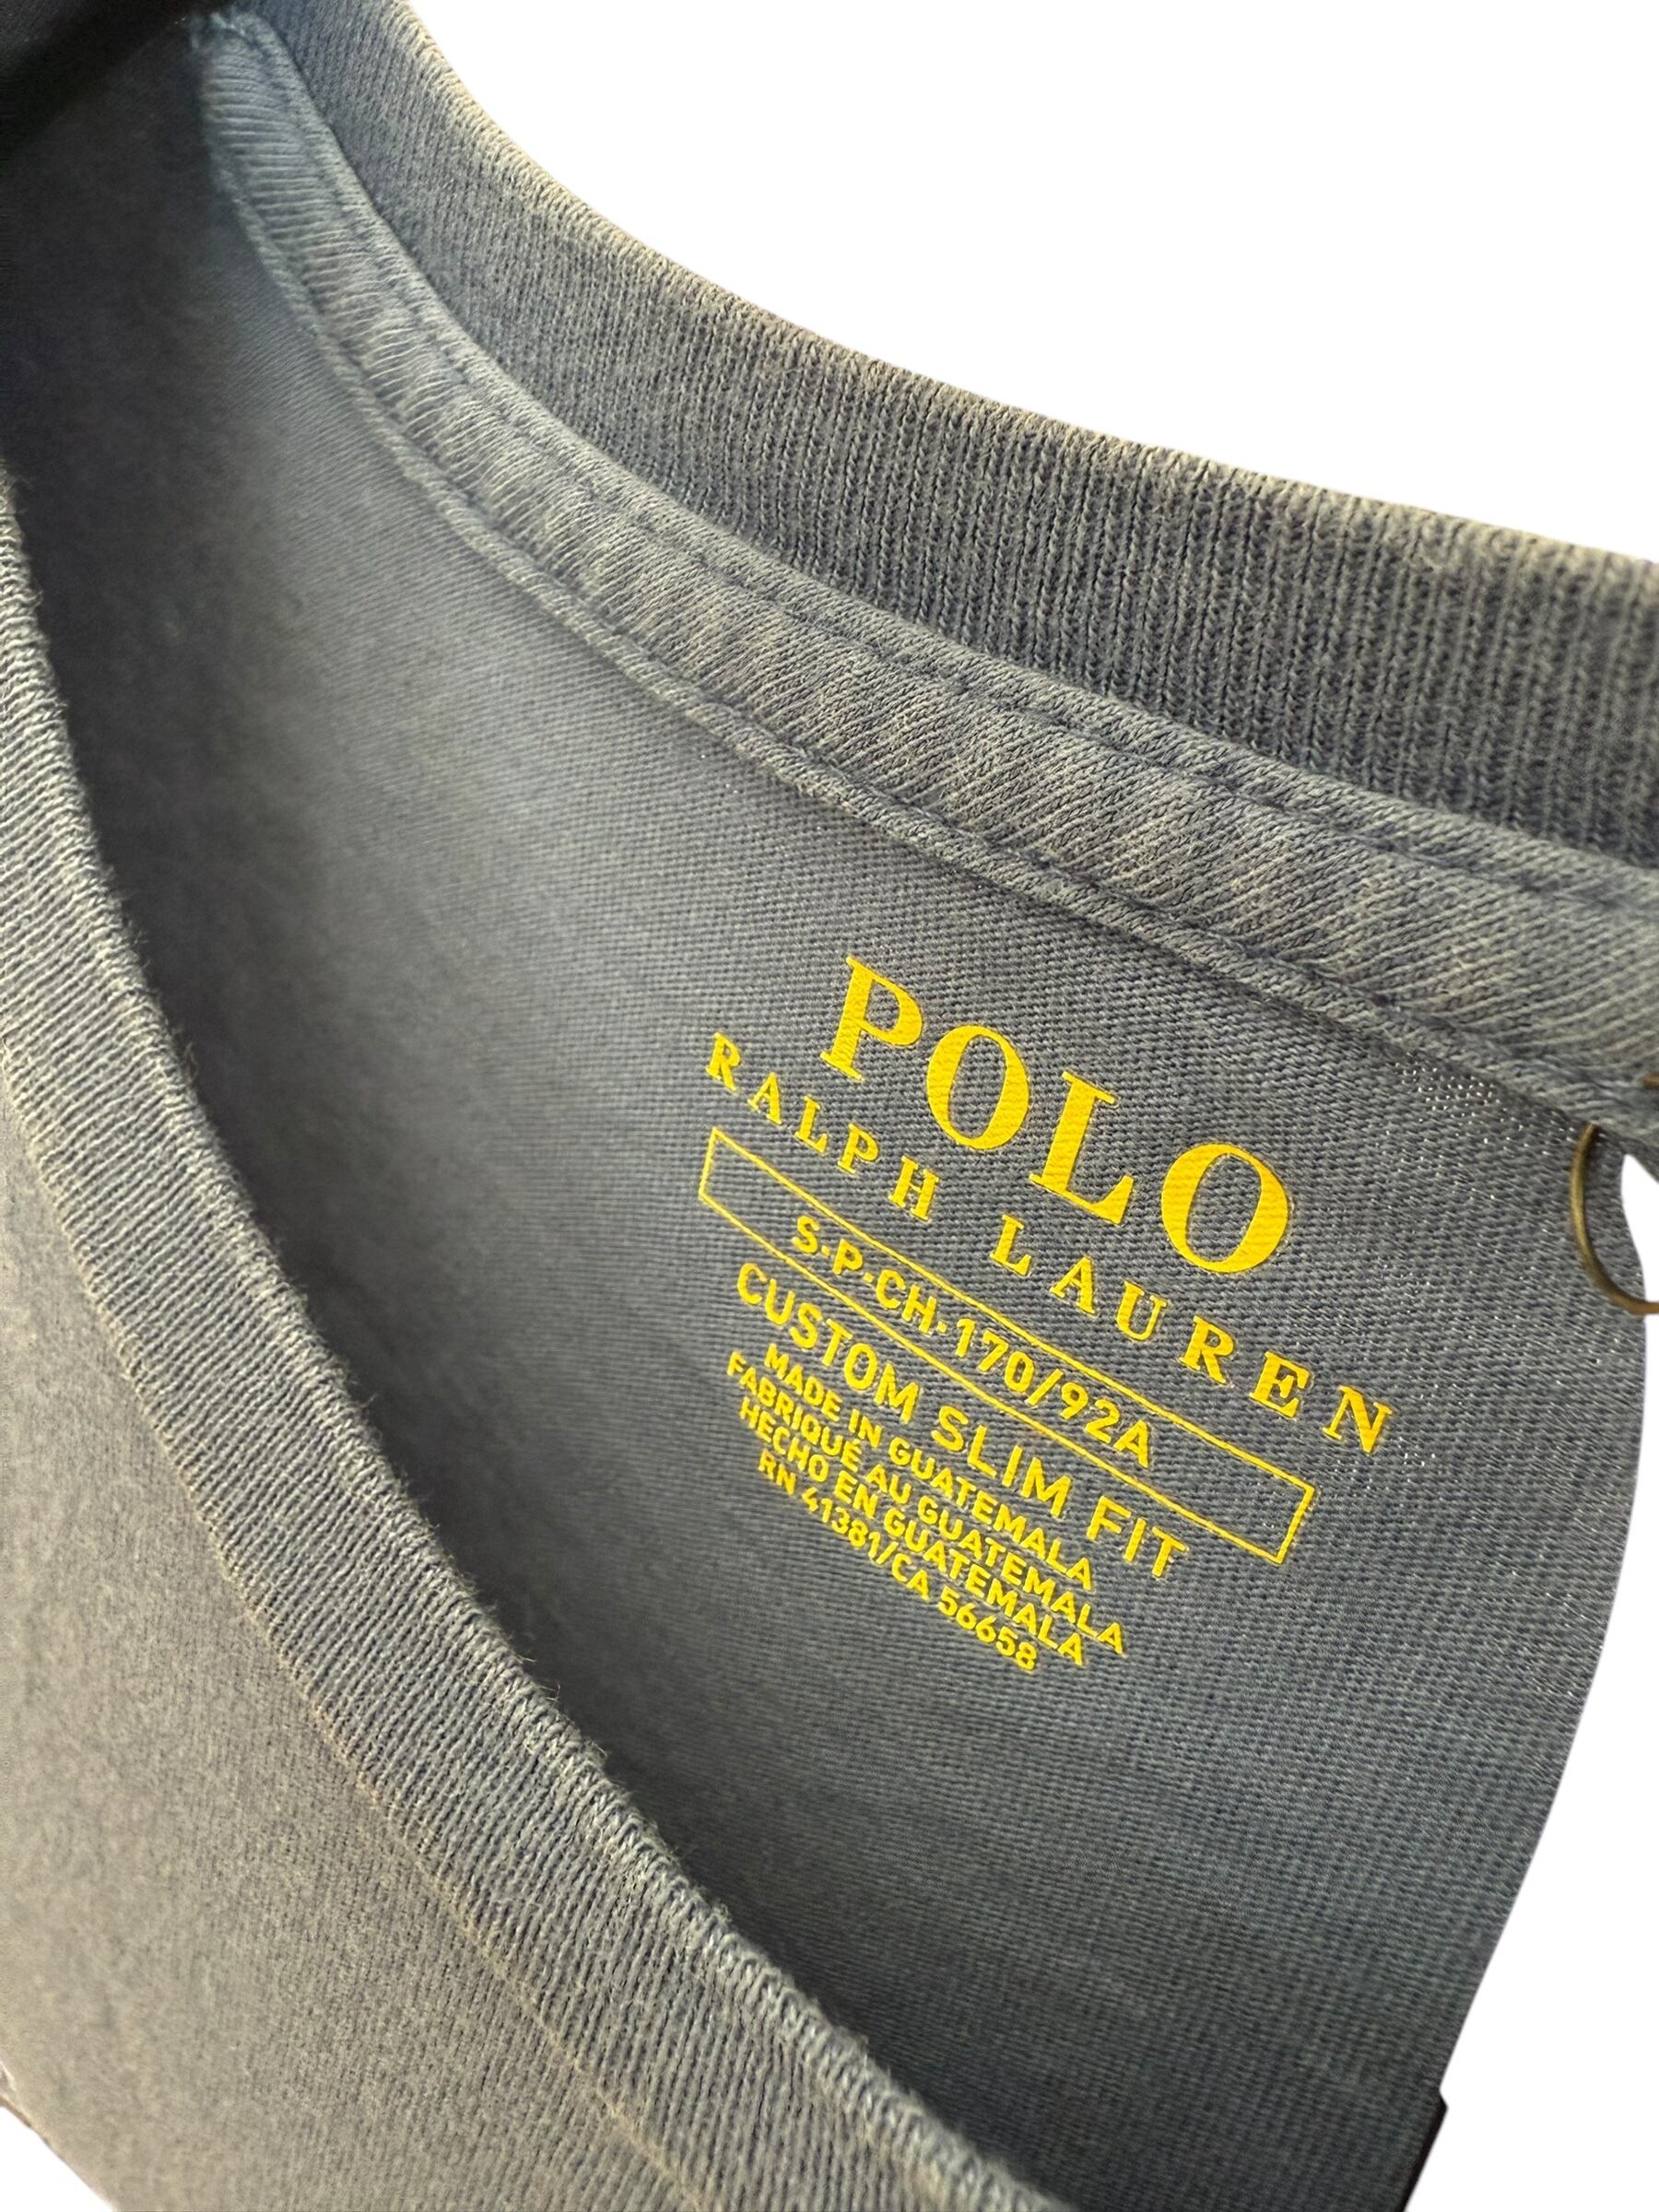 POLO
RALPH LAUREN
S·P·CH·170/92A
CUSTOM SLIM FIT
MADE IN GUATEMALA
FABRIQUÉ AU GUATEMALA
HECHO EN GUATEMALA
RN 41381/CA 56658